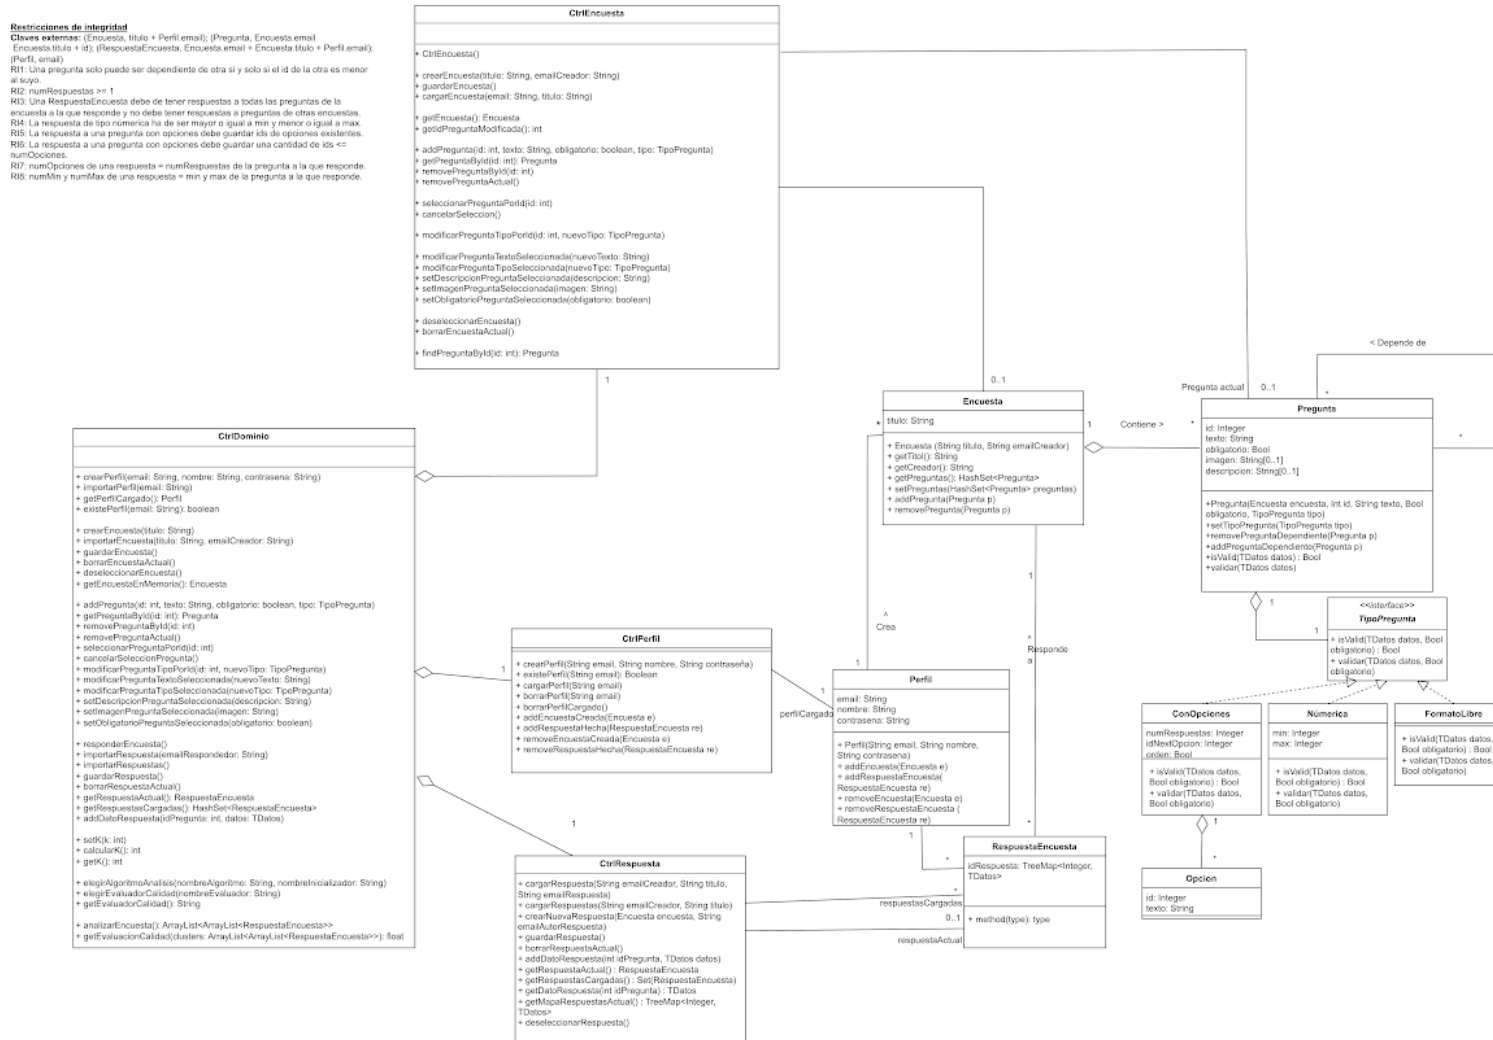 Restricciones de integridad
Claves externas: (Encuesta, titulo + Perfil.email); (Pregunta, Encuesta.email
Encuesta.titulo + id); (RespuestaEncuesta, Encuesta.email + Encuesta.titulo + Perfil.email);
(Perfil, email)
RI1: Una pregunta solo puede ser dependiente de otra si y solo si el id de la otra es menor
al suyo.
RI2: numRespuestas >= 1
RI3: Una RespuestaEncuesta debe de tener respuestas a todas las preguntas de la
encuesta a la que responde y no debe tener respuestas a preguntas de otras encuestas.
RI4: La respuesta de tipo númerica ha de ser mayor o igual a min y menor o igual a max.
RI5: La respuesta a una pregunta con opciones debe guardar ids de opciones existentes.
RI6: La respuesta a una pregunta con opciones debe guardar una cantidad de ids <=
numOpciones.
RI7: numOpciones de una respuesta = numRespuestas de la pregunta a la que responde.
RI8: numMin y numMax de una respuesta = min y max de la pregunta a la que responde.
CtrlEncuesta
+ CtrlEncuesta()
+ crearEncuesta(titulo: String, emailCreador: String)
+ guardarEncuesta()
+ cargarEncuesta(email: String, titulo: String)
+ getEncuesta(): Encuesta
+ getIdPreguntaModificada(): int
+ addPregunta(id: int, texto: String, obligatorio: boolean, tipo: TipoPregunta)
+ getPreguntaById(id: int): Pregunta
+ removePreguntaById(id: int)
+ removePreguntaActual()
+ seleccionarPreguntaPorId(id: int)
+ cancelarSeleccion()
+ modificarPreguntaTipoPorId(id: int, nuevoTipo: TipoPregunta)
+ modificarPreguntaTextoSeleccionada(nuevoTexto: String)
+ modificarPreguntaTipoSeleccionada(nuevoTipo: TipoPregunta)
+ setDescripcionPreguntaSeleccionada(descripcion: String)
+ setImagenPreguntaSeleccionada(imagen: String)
+ setObligatorioPreguntaSeleccionada(obligatorio: boolean)
+ deseleccionarEncuesta()
+ borrarEncuestaActual()
+ findPreguntaById(id: int): Pregunta
1
0..1
Pregunta actual
0..1
< Depende de
*
*
CtrlDominio
+ crearPerfil(email: String, nombre: String, contrasena: String)
+ importarPerfil(email: String)
+ getPerfilCargado(): Perfil
+ existePerfil(email: String): boolean
+ crearEncuesta(titulo: String)
+ importarEncuesta(titulo: String, emailCreador: String)
+ guardarEncuesta()
+ borrarEncuestaActual()
+ deseleccionarEncuesta()
+ getEncuestaEnMemoria(): Encuesta
+ addPregunta(id: int, texto: String, obligatorio: boolean, tipo: TipoPregunta)
+ getPreguntaById(id: int): Pregunta
+ removePreguntaById(id: int)
+ removePreguntaActual()
+ seleccionarPreguntaPorId(id: int)
+ cancelarSeleccionPregunta()
+ modificarPreguntaTipoPorId(id: int, nuevoTipo: TipoPregunta)
+ modificarPreguntaTextoSeleccionada(nuevoTexto: String)
+ modificarPreguntaTipoSeleccionada(nuevoTipo: TipoPregunta)
+ setDescripcionPreguntaSeleccionada(descripcion: String)
+ setImagenPreguntaSeleccionada(imagen: String)
+ setObligatorioPreguntaSeleccionada(obligatorio: boolean)
+ responderEncuesta()
+ importarRespuesta(emailRespondedor: String)
+ importarRespuestas()
+ guardarRespuesta()
+ borrarRespuestaActual()
+ getRespuestaActual(): RespuestaEncuesta
+ getRespuestasCargadas(): HashSet<RespuestaEncuesta>
+ addDatoRespuesta(idPregunta: int, datos: TDatos)
+ setK(k: int)
+ calcularK(): int
+ getK(): int
+ elegirAlgoritmoAnalisis(nombreAlgoritmo: String, nombreInicializador: String)
+ elegirEvaluadorCalidad(nombreEvaluador: String)
+ getEvaluadorCalidad(): String
+ analizarEncuesta(): ArrayList<ArrayList<RespuestaEncuesta>>
+ getEvaluacionCalidad(clusters: ArrayList<ArrayList<RespuestaEncuesta>>): float
Encuesta
titulo: String
+ Encuesta (String titulo, String emailCreador)
+ getTitol(): String
+ getCreador(): String
+ getPreguntas(): HashSet<Pregunta>
+ setPreguntas(HashSet<Pregunta> preguntas)
+ addPregunta(Pregunta p)
+ removePregunta(Pregunta p)
*
1
Contiene >
*
Pregunta
id: Integer
texto: String
obligatorio: Bool
imagen: String[0..1]
descripcion: String[0..1]
+Pregunta(Encuesta encuesta, Int id, String texto, Bool
obligatorio, TipoPregunta tipo)
+setTipoPregunta(TipoPregunta tipo)
+removePreguntaDependiente(Pregunta p)
+addPreguntaDependiente(Pregunta p)
+isValid(TDatos datos) : Bool
+validar(TDatos datos)
1
1
<<interface>>
TipoPregunta
+ isValid(TDatos datos, Bool
obligatorio) : Bool
+ validar(TDatos datos, Bool
obligatorio)
^
Crea
1
1
^
Responde
a
*
CtrlPerfil
+ crearPerfil(String email, String nombre, String contraseña)
+ existePerfil(String email): Boolean
+ cargarPerfil(String email)
+ borrarPerfil(String email)
+ borrarPerfilCargado()
+ addEncuestaCreada(Encuesta e)
+ addRespuestaHecha(RespuestaEncuesta re)
+ removeEncuestaCreada(Encuesta e)
+ removeRespuestaHecha(RespuestaEncuesta re)
1
1
perfilCargado
Perfil
email: String
nombre: String
contrasena: String
+ Perfil(String email, String nombre,
String contrasena)
+ addEncuesta(Encuesta e)
+ addRespuestaEncuesta(
RespuestaEncuesta re)
+ removeEncuesta(Encuesta e)
+ removeRespuestaEncuesta (
RespuestaEncuesta re)
1
*
ConOpciones
numRespuestas: Integer
idNextOpcion: Integer
orden: Bool
+ isValid(TDatos datos,
Bool obligatorio) : Bool
+ validar(TDatos datos,
Bool obligatorio)
Númerica
min: Integer
max: Integer
+ isValid(TDatos datos,
Bool obligatorio) : Bool
+ validar(TDatos datos,
Bool obligatorio)
FormatoLibre
+ isValid(TDatos datos,
Bool obligatorio) : Bool
+ validar(TDatos datos,
Bool obligatorio)
1
*
Opcion
id: Integer
texto: String
1
CtrlRespuesta
+ cargarRespuesta(String emailCreador, String titulo,
String emailRespuesta)
+ cargarRespuestas(String emailCreador, String titulo)
+ crearNuevaRespuesta(Encuesta encuesta, String
emailAutorRespuesta)
+ guardarRespuesta()
+ borrarRespuestaActual()
+ addDatoRespuesta(int idPregunta, TDatos datos)
+ getRespuestaActual() : RespuestaEncuesta
+ getRespuestasCargadas() : Set(RespuestaEncuesta)
+ getDatoRespuesta(int idPregunta) : TDatos
+ getMapaRespuestasActual() : TreeMap<Integer,
TDatos>
+ deseleccionarRespuesta()
*
respuestasCargadas
0..1
respuestaActual
RespuestaEncuesta
idRespuesta: TreeMap<Integer,
TDatos>
+ method(type): type